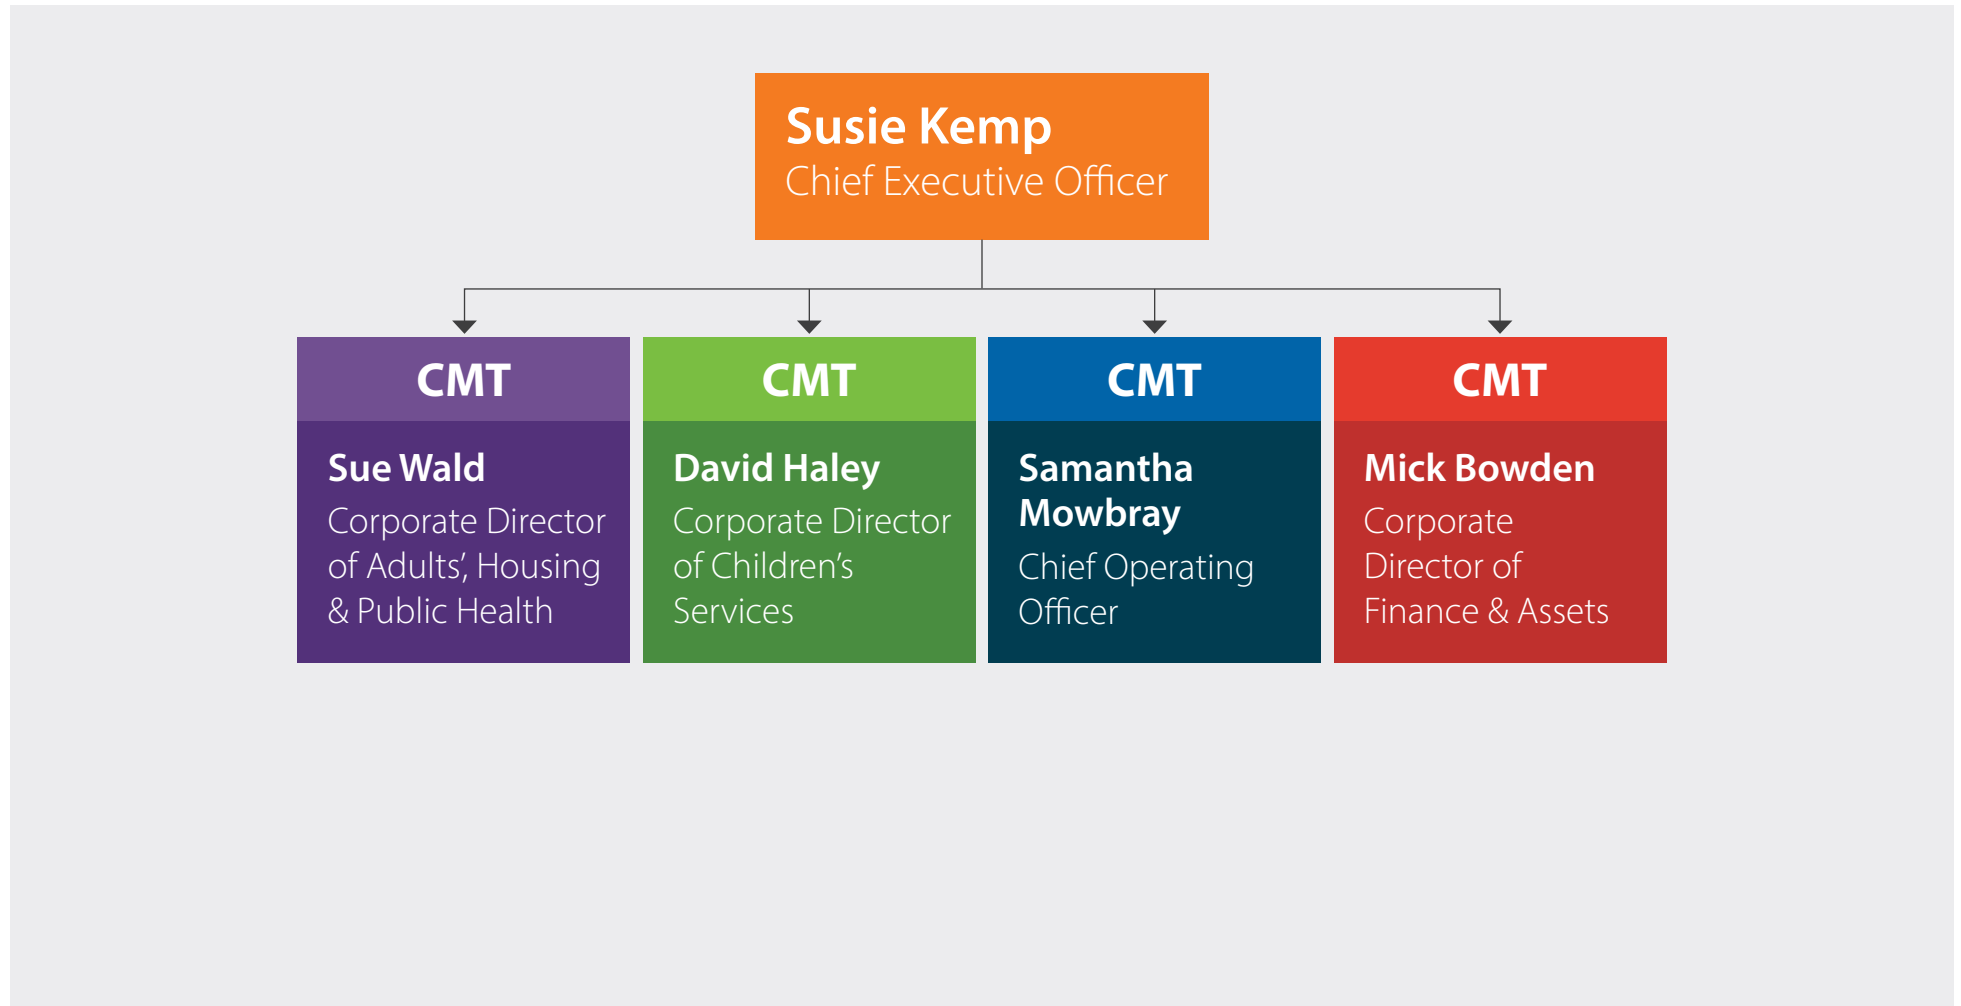 Susie Kemp
Chief Executive Officer
CMT
Sue Wald
Corporate Director
of Adults’, Housing
& Public Health
CMT
David Haley
Corporate Director
of Children’s
Services
CMT
Samantha
Mowbray
Chief Operating
Officer
CMT
Mick Bowden
Corporate
Director of
Finance & Assets